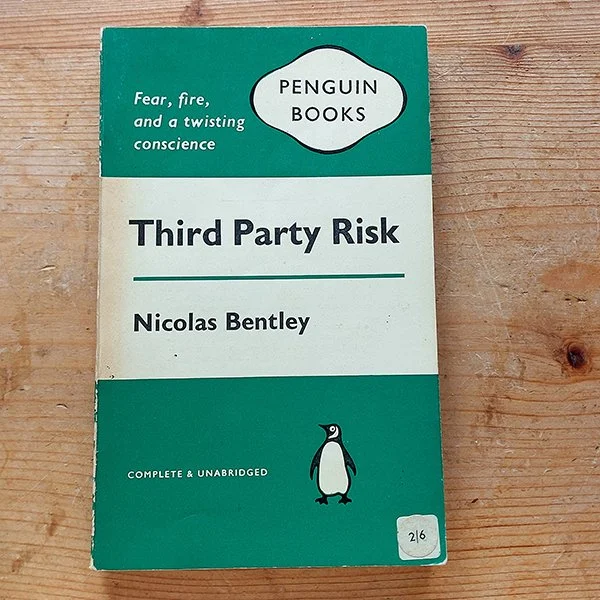 PENGUIN
BOOKS
Fear, fire,
and a twisting
conscience
Third Party Risk
Nicolas Bentley
COMPLETE & UNABRIDGED
2/6